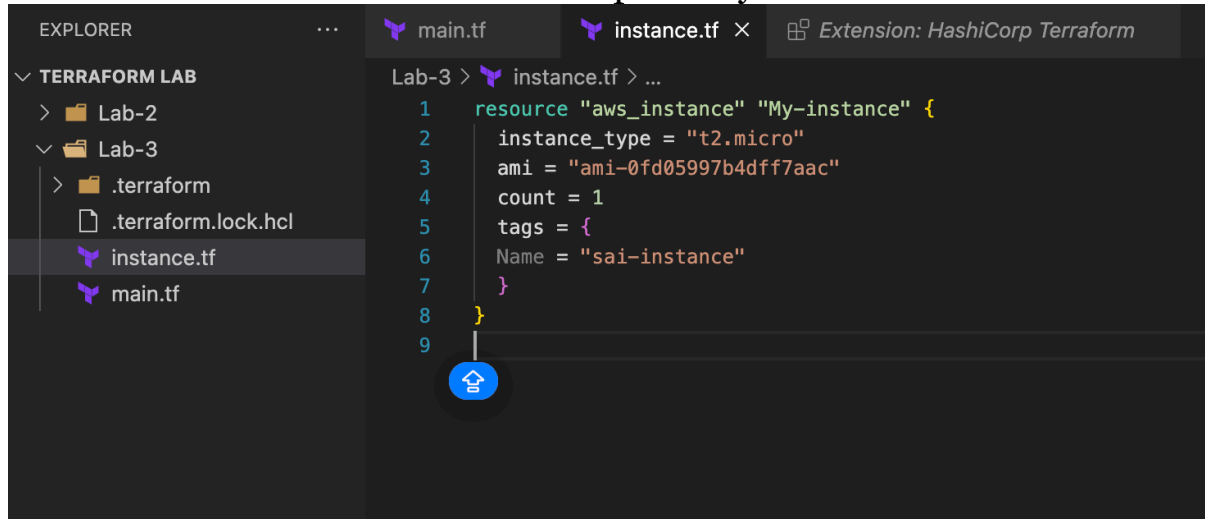 EXPLORER
...
TERRAFORM LAB
Lab-2
Lab-3
.terraform
.terraform.lock.hcl
instance.tf
main.tf
main.tf
instance.tf ×
Extension: HashiCorp Terraform
Lab-3 > instance.tf > ...
1 resource "aws_instance" "My-instance" {
2 instance_type = "t2.micro"
3 ami = "ami-0fd05997b4dff7aac"
4 count = 1
5 tags = {
6 Name = "sai-instance"
7 }
8 }
9